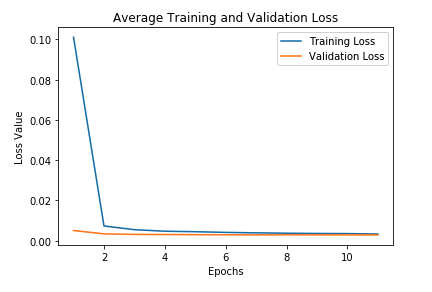 Average Training and Validation Loss
Training Loss
Validation Loss
0.10
0.08
0.06
0.04
0.02
0.00
Loss Value
2 4 6 8 10
Epochs